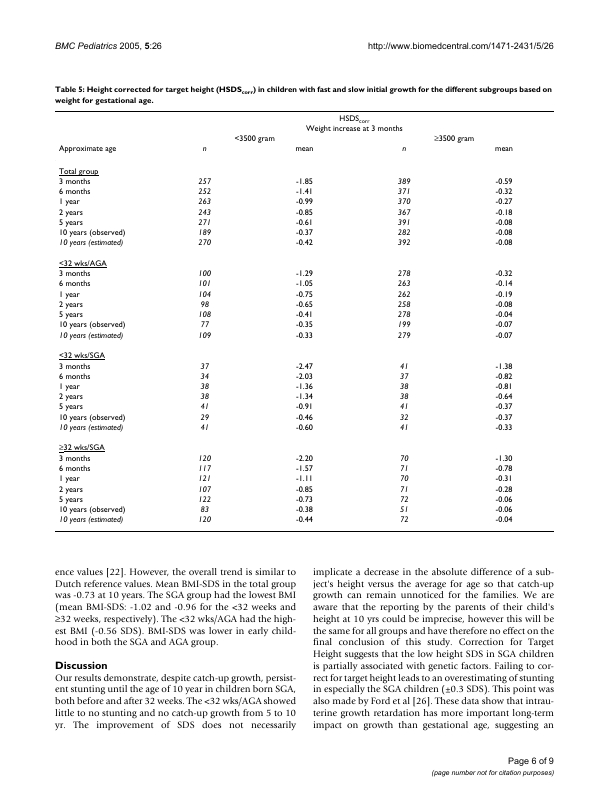 BMC Pediatrics 2005, 5:26 http://www.biomedcentral.com/1471-2431/5/26
Table 5: Height corrected for target height (HSDScorr) in children with fast and slow initial growth for the different subgroups based on
weight for gestational age.
HSDScorr
Weight increase at 3 months
<3500 gram ≥3500 gram
Approximate age n mean n mean
Total group
3 months 257 -1.85 389 -0.59
6 months 252 -1.41 371 -0.32
1 year 263 -0.99 370 -0.27
2 years 243 -0.85 367 -0.18
5 years 271 -0.61 391 -0.08
10 years (observed) 189 -0.37 282 -0.08
10 years (estimated) 270 -0.42 392 -0.08
<32 wks/AGA
3 months 100 -1.29 278 -0.32
6 months 101 -1.05 263 -0.14
1 year 104 -0.75 262 -0.19
2 years 98 -0.65 258 -0.08
5 years 108 -0.41 278 -0.04
10 years (observed) 77 -0.35 199 -0.07
10 years (estimated) 109 -0.33 279 -0.07
<32 wks/SGA
3 months 37 -2.47 41 -1.38
6 months 34 -2.03 37 -0.82
1 year 38 -1.36 38 -0.81
2 years 38 -1.34 38 -0.64
5 years 41 -0.91 41 -0.37
10 years (observed) 29 -0.46 32 -0.37
10 years (estimated) 41 -0.60 41 -0.33
≥32 wks/SGA
3 months 120 -2.20 70 -1.30
6 months 117 -1.57 71 -0.78
1 year 121 -1.11 70 -0.31
2 years 107 -0.85 71 -0.28
5 years 122 -0.73 72 -0.06
10 years (observed) 83 -0.38 51 -0.06
10 years (estimated) 120 -0.44 72 -0.04
ence values [22]. However, the overall trend is similar to
Dutch reference values. Mean BMI-SDS in the total group
was -0.73 at 10 years. The SGA group had the lowest BMI
(mean BMI-SDS: -1.02 and -0.96 for the <32 weeks and
≥32 weeks, respectively). The <32 wks/AGA had the high-
est BMI (-0.56 SDS). BMI-SDS was lower in early child-
hood in both the SGA and AGA group.
Discussion
Our results demonstrate, despite catch-up growth, persist-
ent stunting until the age of 10 year in children born SGA,
both before and after 32 weeks. The <32 wks/AGA showed
little to no stunting and no catch-up growth from 5 to 10
yr. The improvement of SDS does not necessarily
implicate a decrease in the absolute difference of a sub-
ject's height versus the average for age so that catch-up
growth can remain unnoticed for the families. We are
aware that the reporting by the parents of their child's
height at 10 yrs could be imprecise, however this will be
the same for all groups and have therefore no effect on the
final conclusion of this study. Correction for Target
Height suggests that the low height SDS in SGA children
is partially associated with genetic factors. Failing to cor-
rect for target height leads to an overestimating of stunting
in especially the SGA children (±0.3 SDS). This point was
also made by Ford et al [26]. These data show that intrau-
terine growth retardation has more important long-term
impact on growth than gestational age, suggesting an
Page 6 of 9
(page number not for citation purposes)